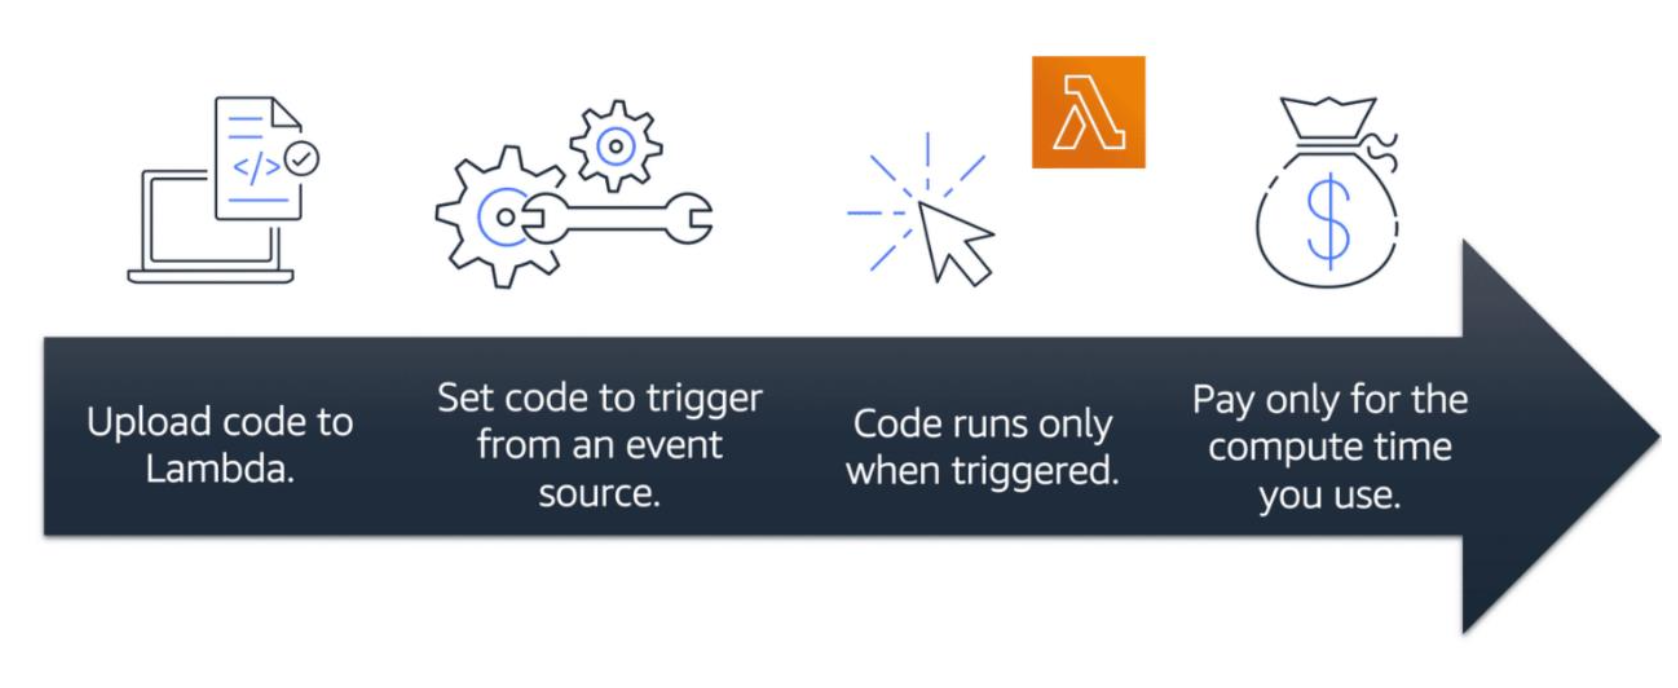 </>
$
Upload code to
Lambda.
Set code to trigger
from an event
source.
Code runs only
when triggered.
Pay only for the
compute time
you use.